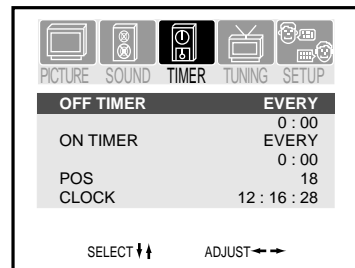 PICTURE SOUND TIMER TUNING SETUP
OFF TIMER EVERY
0 : 00
ON TIMER EVERY
0 : 00
POS 18
CLOCK 12 : 16 : 28
SELECT ADJUST